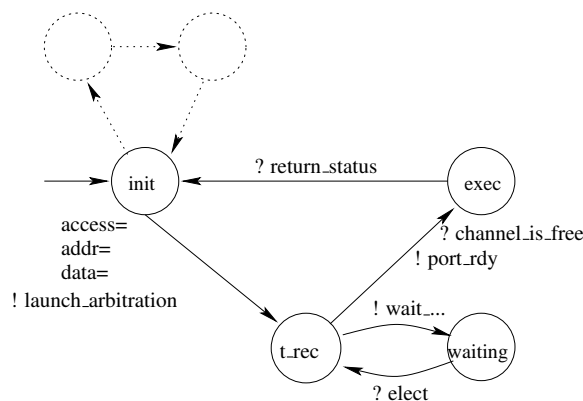 ? return_status
init
exec
access=
addr=
data=
! launch_arbitration
? channel_is_free
! port_rdy
! wait_...
t_rec
waiting
? elect